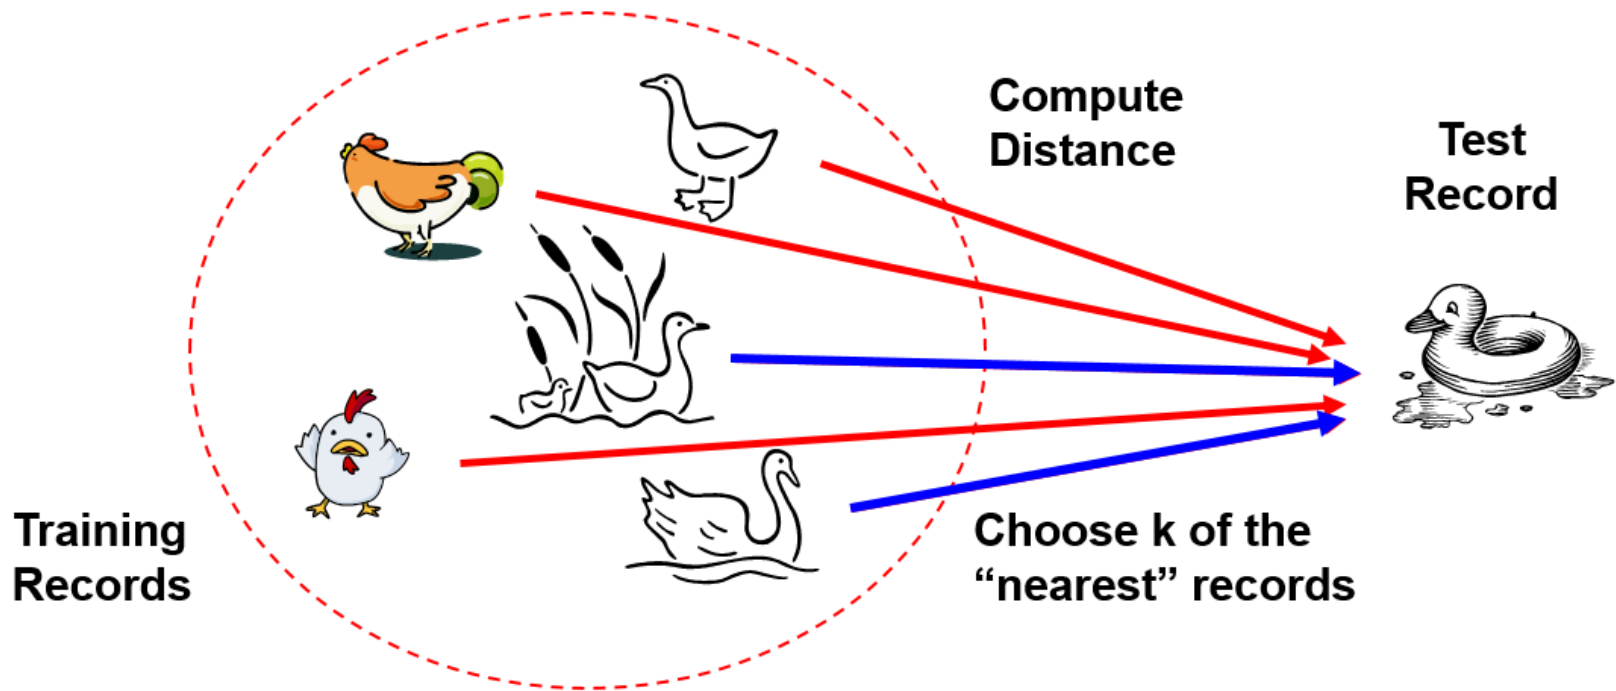 Compute
Distance
Test
Record
Training
Records
Choose k of the
“nearest” records